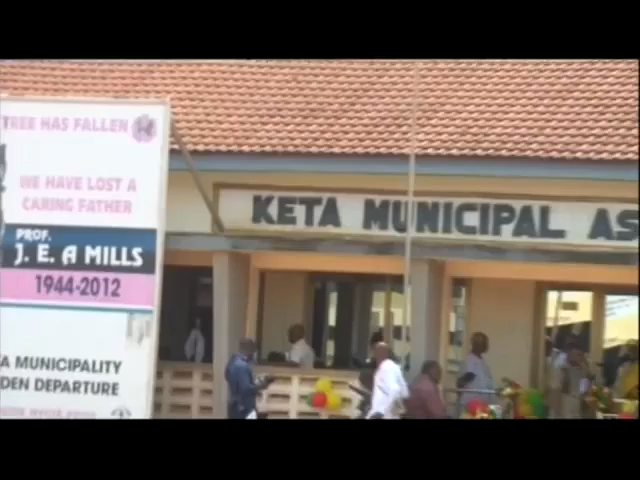 TREE HAS FALLEN
WE HAVE LOST A
CARING FATHER
PROF.
J. E. A MILLS
1944-2012
A MUNICIPALITY
DEN DEPARTURE
KETA MUNICIPAL AS